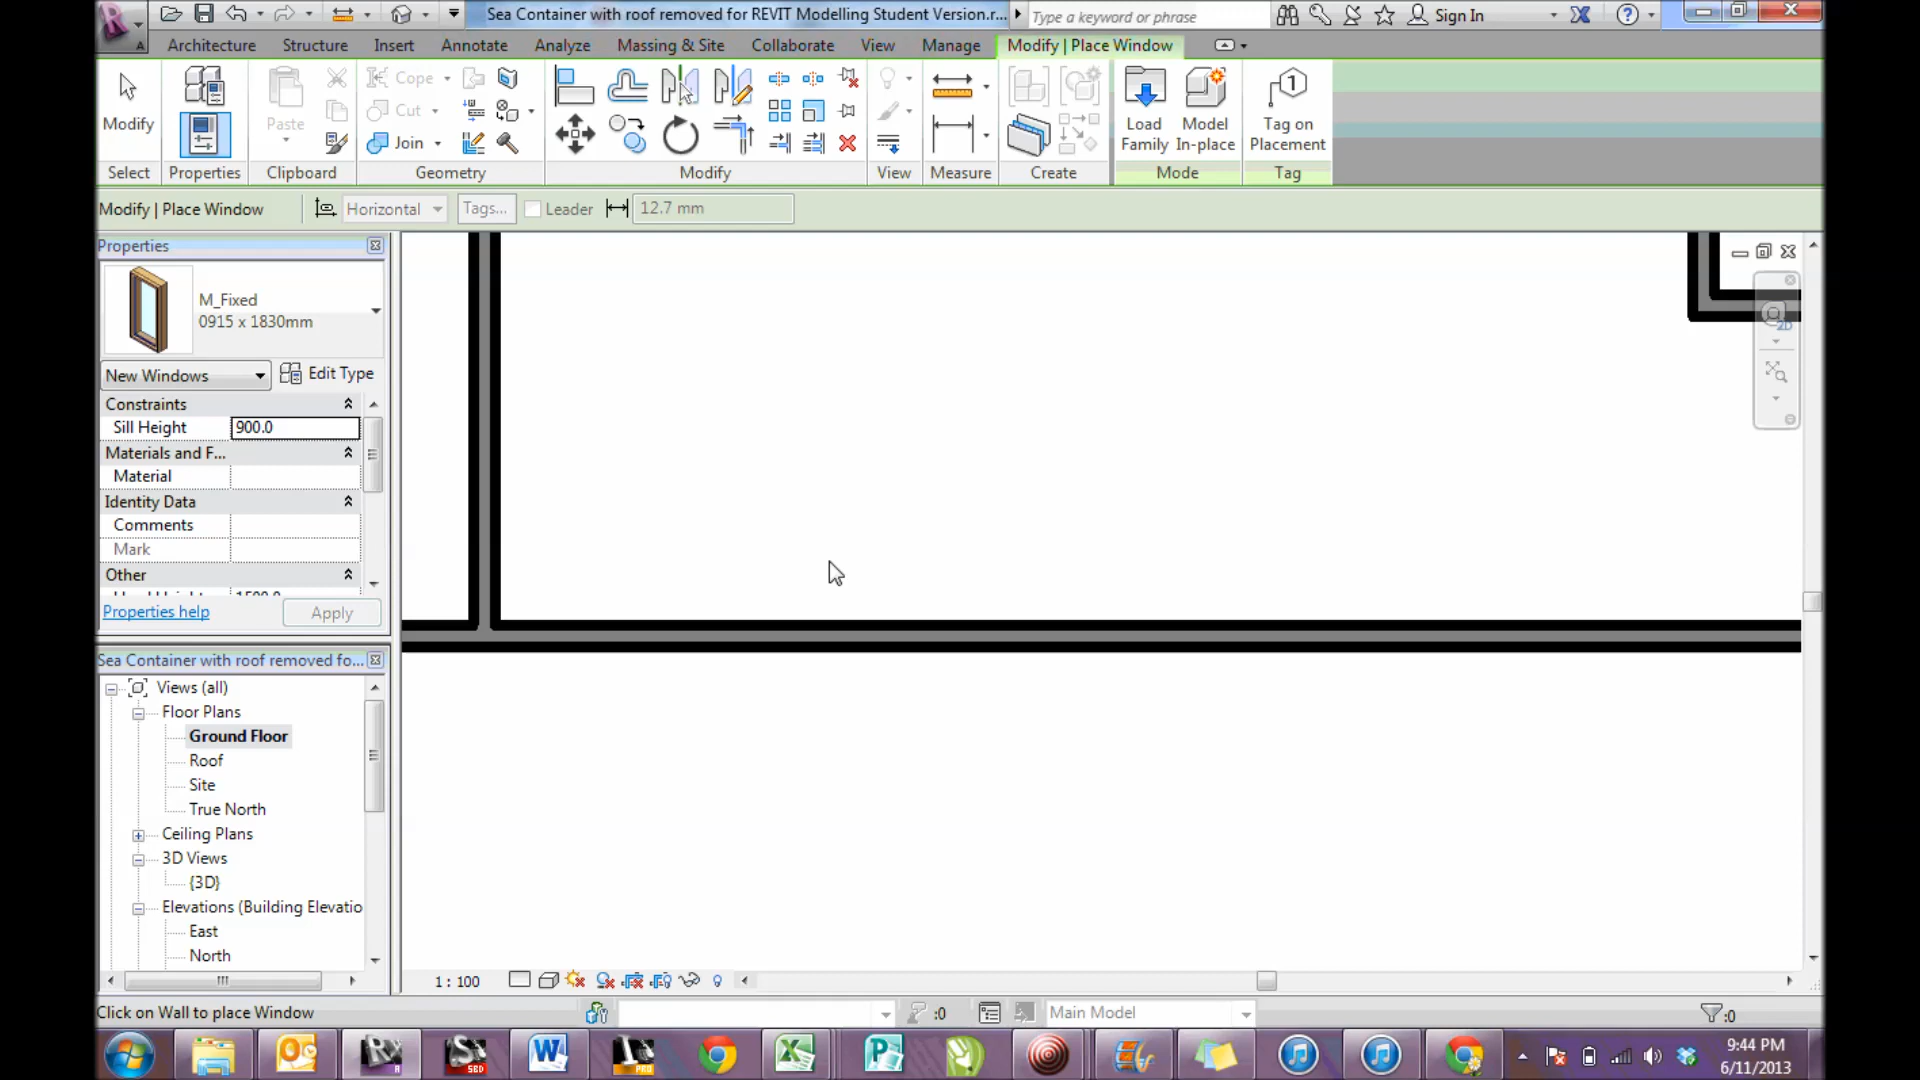 Sea Container with roof removed for REVIT Modelling Student Version.r...
Type a keyword or phrase
Sign In
Architecture Structure Insert Annotate Analyze Massing & Site Collaborate View Manage Modify | Place Window
Modify
Paste
Cope
Cut
Join
Load Family
Model In-place
Tag on Placement
Select Properties Clipboard Geometry Modify View Measure Create Mode Tag
Modify | Place Window Horizontal Tags... Leader 12.7 mm
Properties
M_Fixed
0915 x 1830mm
New Windows Edit Type
Constraints
Sill Height 900.0
Materials and F...
Material
Identity Data
Comments
Mark
Other
Properties help Apply
Sea Container with roof removed fo...
Views (all)
Floor Plans
Ground Floor
Roof
Site
True North
Ceiling Plans
3D Views
{3D}
Elevations (Building Elevatio
East
North
2D
1 : 100
Click on Wall to place Window :0 Main Model :0
9:44 PM
6/11/2013